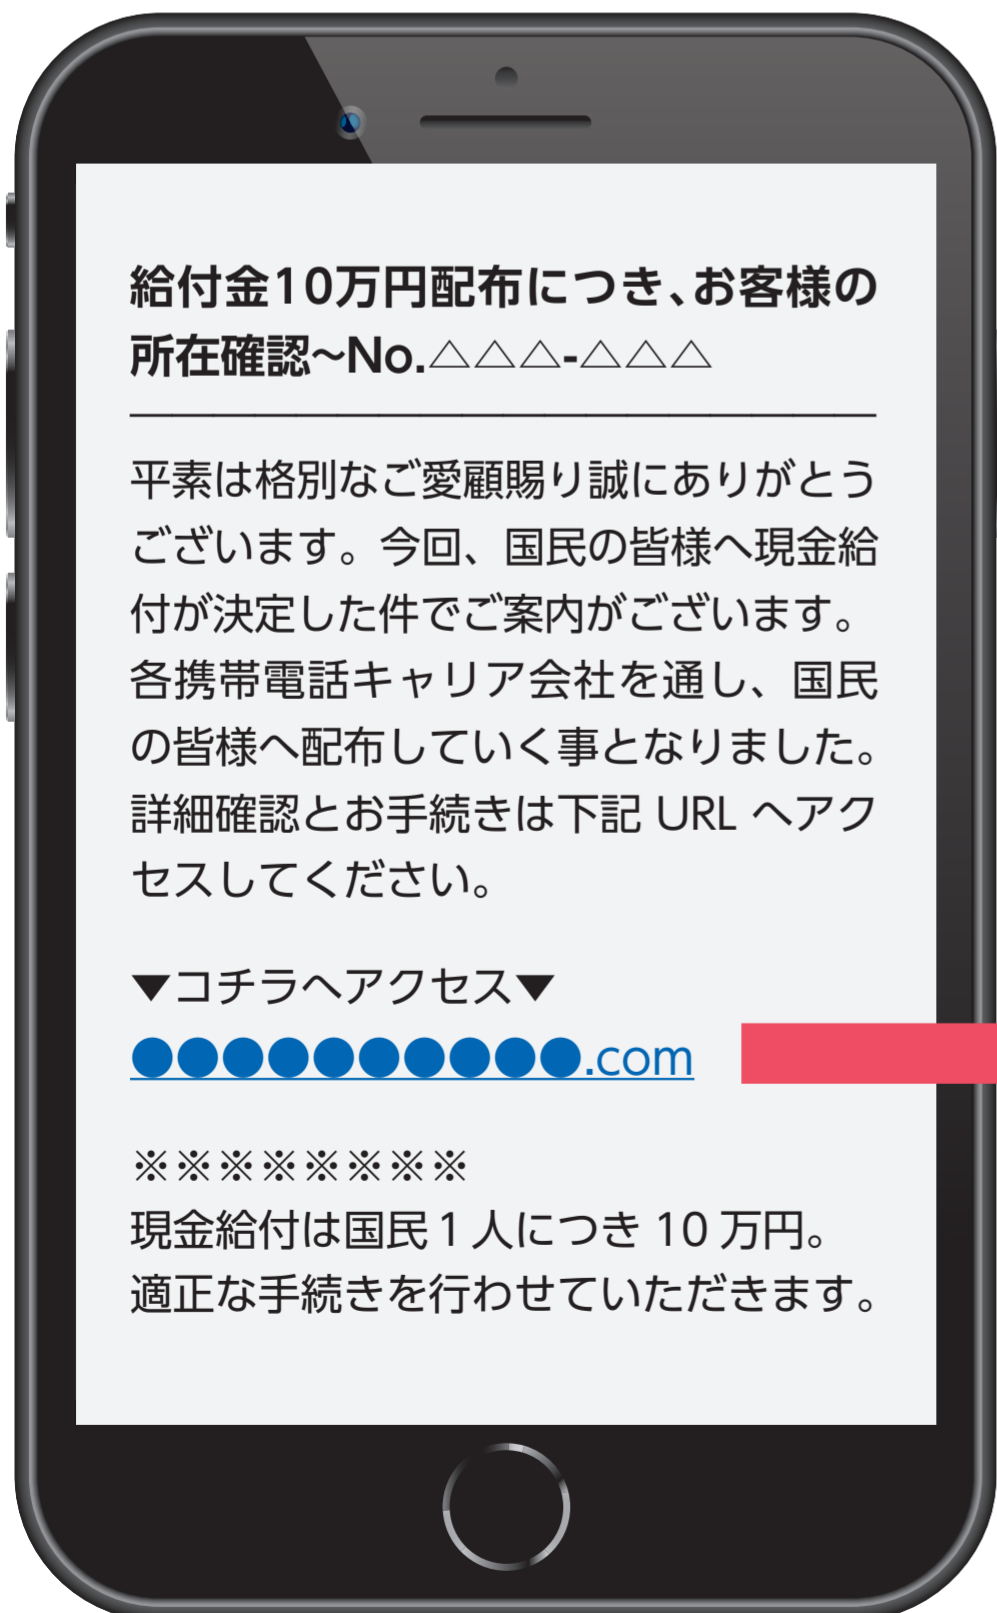 給付金10万円配布につき、お客様の
所在確認～No.△△△-△△△
平素は格別なご愛顧賜り誠にありがとう
ございます。今回、国民の皆様へ現金給
付が決定した件でご案内がございます。
各携帯電話キャリア会社を通し、国民
の皆様へ配布していく事となりました。
詳細確認とお手続きは下記 URL へアク
セスしてください。
▼コチラへアクセス▼
●●●●●●●●●●.com
※※※※※※※※
現金給付は国民1人につき 10 万円。
適正な手続きを行わせていただきます。